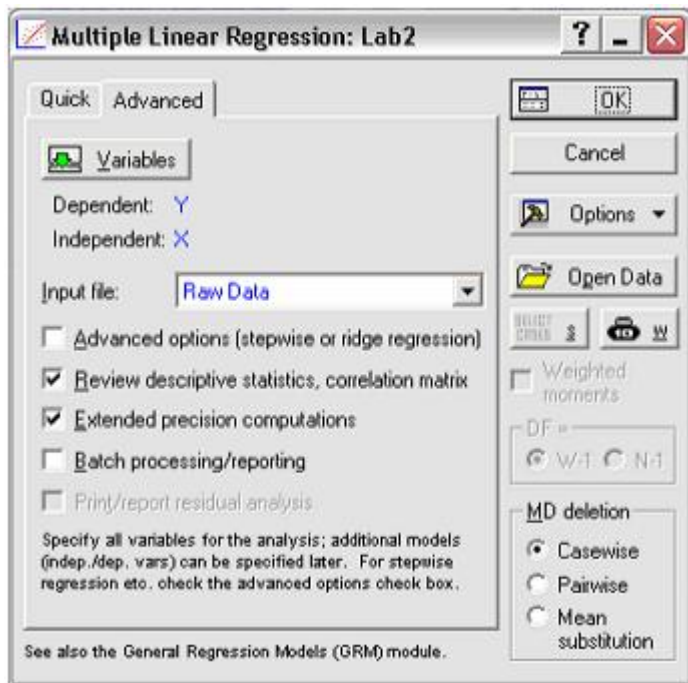 Multiple Linear Regression: Lab2
?
Quick
Advanced
Variables
Dependent: Y
Independent: X
Input file: Raw Data
Advanced options (stepwise or ridge regression)
Review descriptive statistics, correlation matrix
Extended precision computations
Batch processing/reporting
Print/report residual analysis
Specify all variables for the analysis; additional models
(indep./dep. vars) can be specified later. For stepwise
regression etc. check the advanced options check box.
See also the General Regression Models (GRM) module.
OK
Cancel
Options
Open Data
SELECT
CASES
S
W
Weighted
moments
DF =
W-1
N-1
MD deletion
Casewise
Pairwise
Mean
substitution